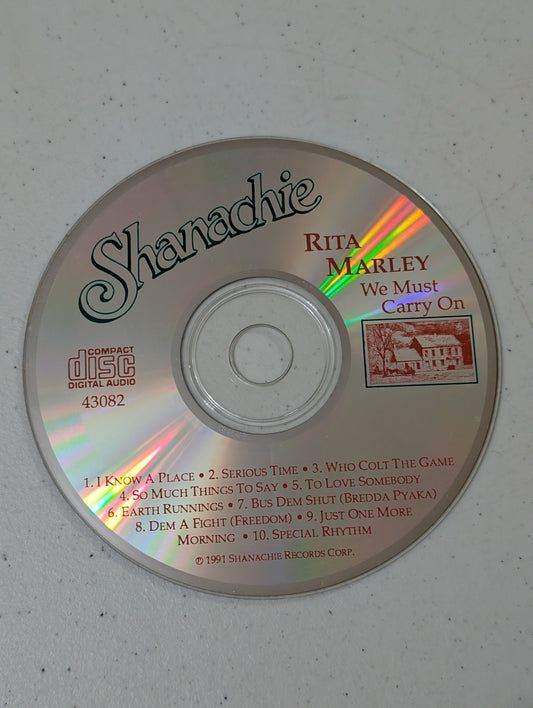 Shanachie
RITA
MARLEY
We Must
Carry On
COMPACT
disc
DIGITAL AUDIO
43082
1. I KNOW A PLACE • 2. SERIOUS TIME • 3. WHO COLT THE GAME
4. SO MUCH THINGS TO SAY • 5. TO LOVE SOMEBODY
6. EARTH RUNNINGS • 7. BUS DEM SHUT (BREDDA PYAKA)
8. DEM A FIGHT (FREEDOM) • 9. JUST ONE MORE
MORNING • 10. SPECIAL RHYTHM
℗ 1991 SHANACHIE RECORDS CORP.